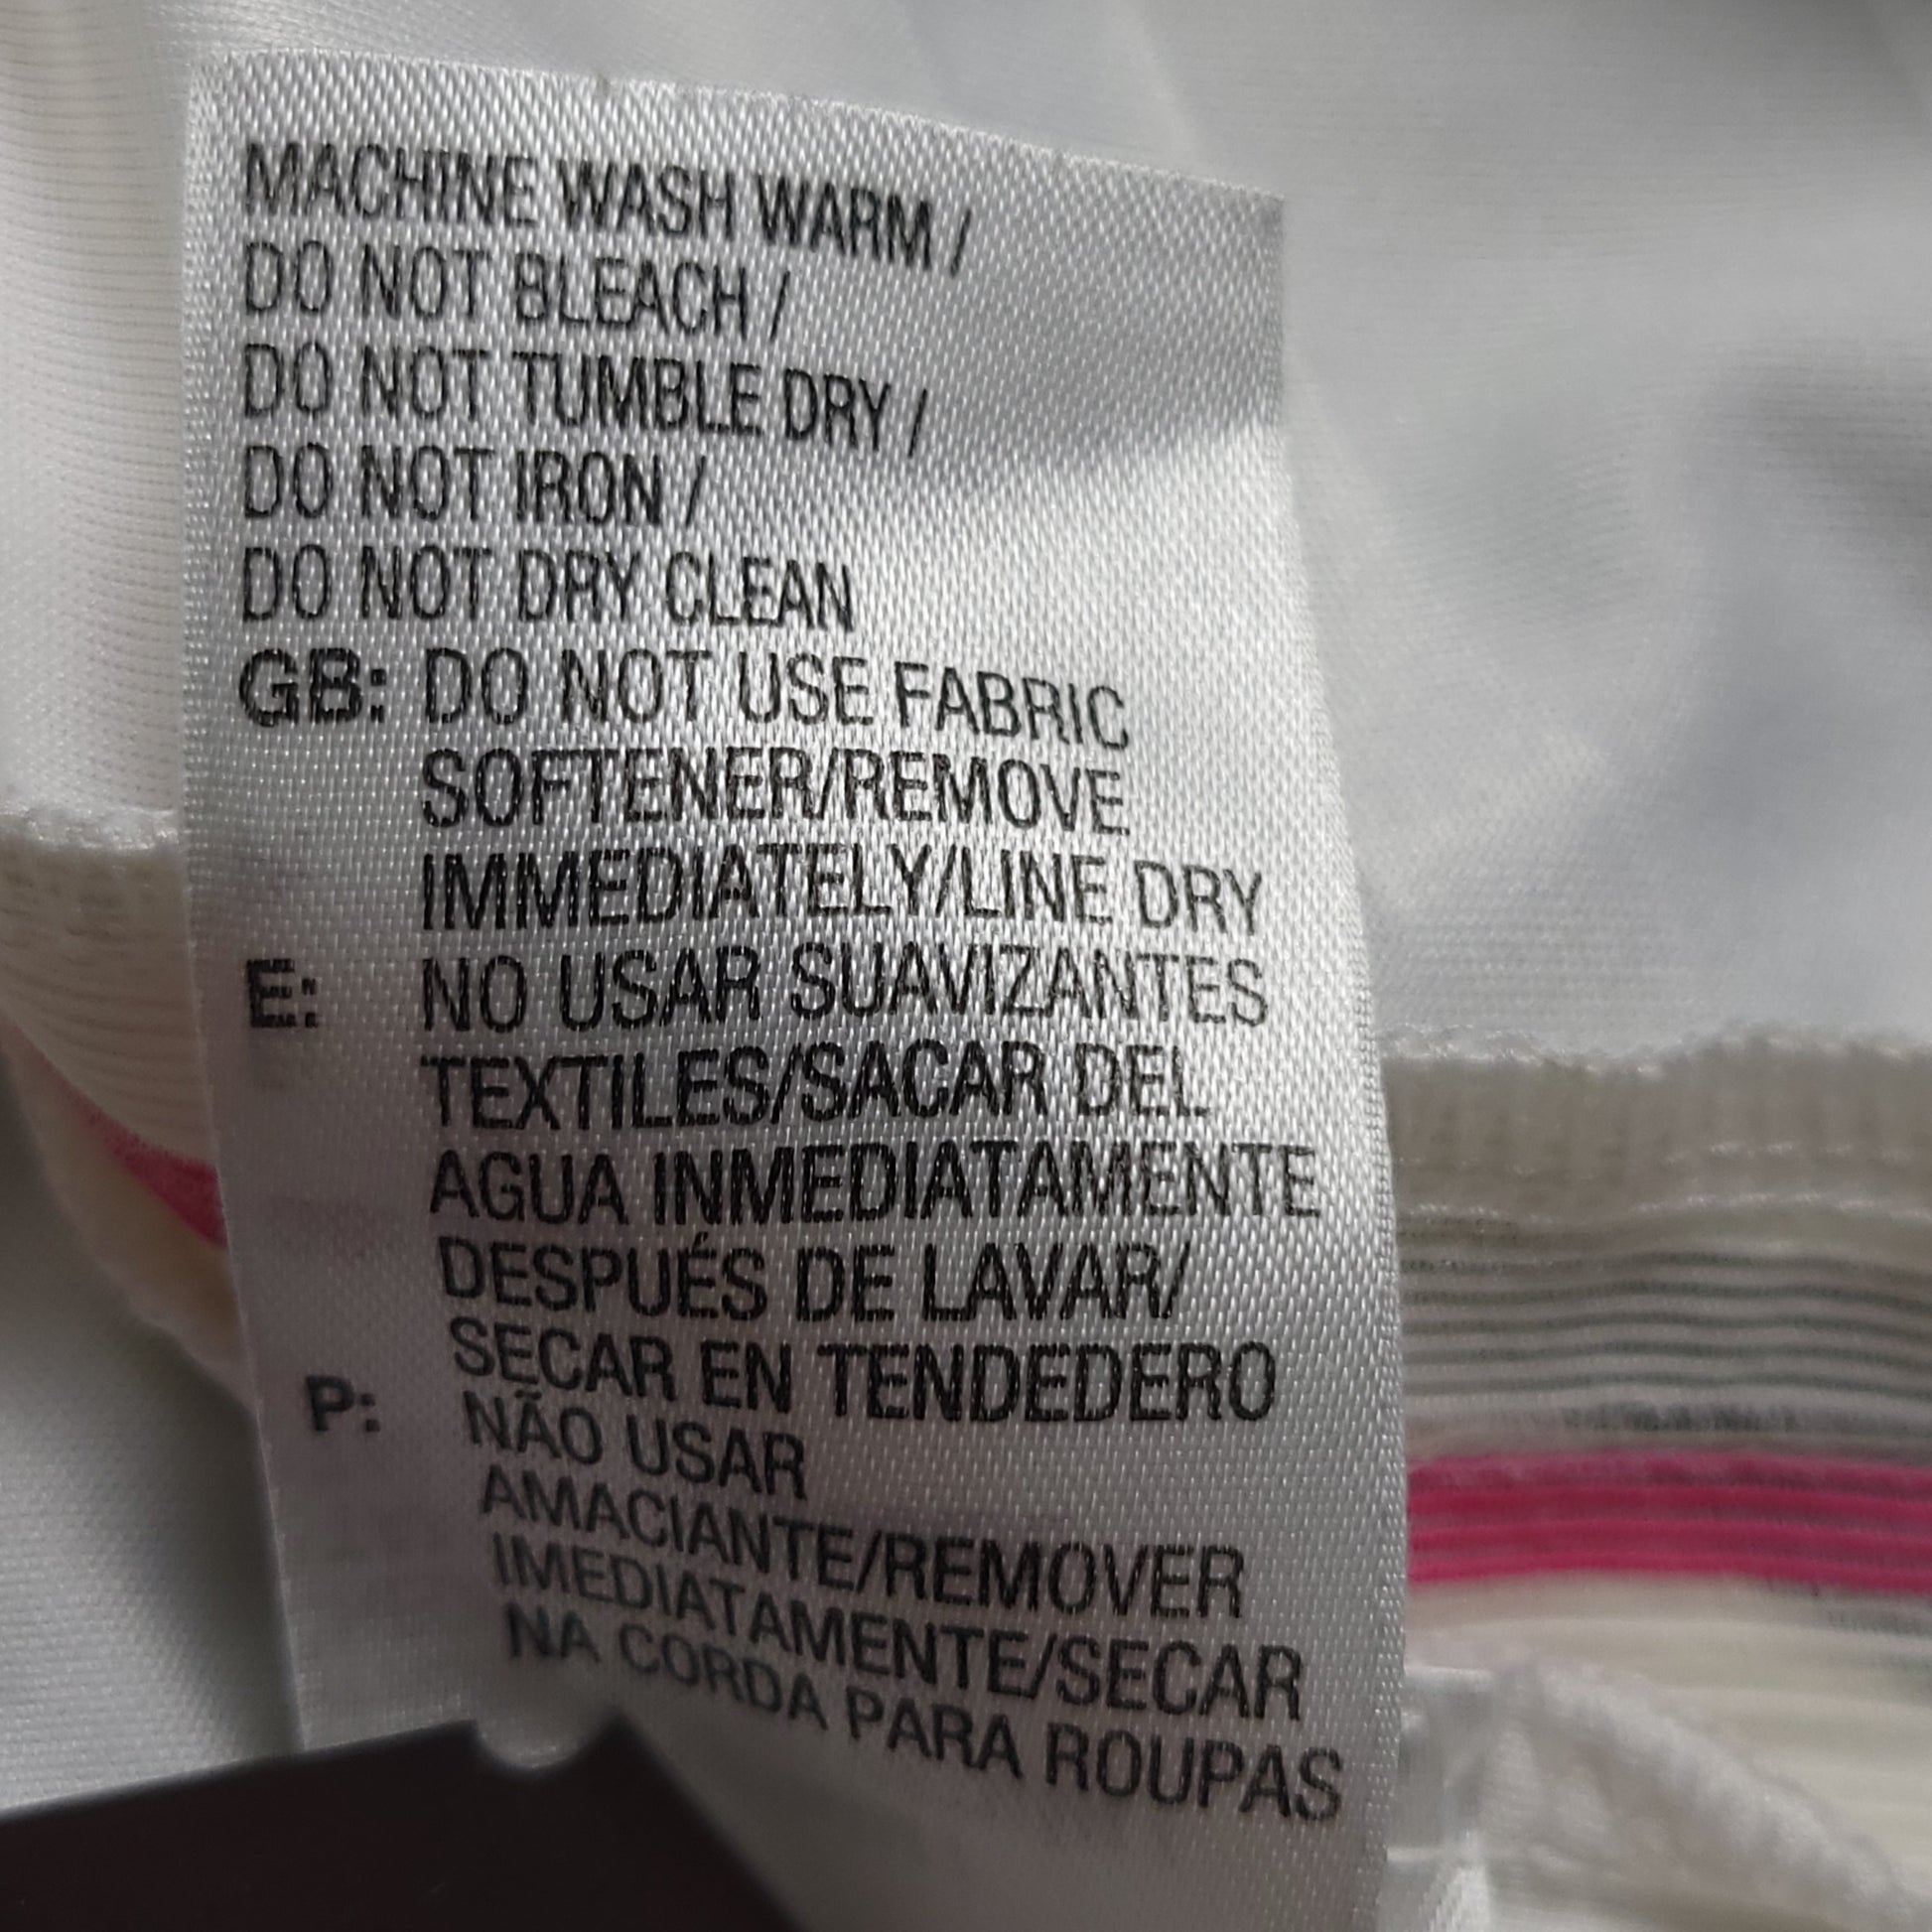 MACHINE WASH WARM /
DO NOT BLEACH /
DO NOT TUMBLE DRY /
DO NOT IRON /
DO NOT DRY CLEAN
GB: DO NOT USE FABRIC
SOFTENER/REMOVE
IMMEDIATELY/LINE DRY
E: NO USAR SUAVIZANTES
TEXTILES/SACAR DEL
AGUA INMEDIATAMENTE
DESPUÉS DE LAVAR/
SECAR EN TENDEDERO
P: NÃO USAR
AMACIANTE/REMOVER
IMEDIATAMENTE/SECAR
NA CORDA PARA ROUPAS